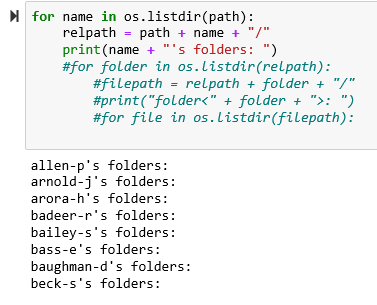 for name in os.listdir(path):
    relpath = path + name + "/"
    print(name + "'s folders: ")
    #for folder in os.listdir(relpath):
        #filepath = relpath + folder + "/"
        #print("folder<" + folder + ">: ")
        #for file in os.listdir(filepath):
allen-p's folders:
arnold-j's folders:
arora-h's folders:
badeer-r's folders:
bailey-s's folders:
bass-e's folders:
baughman-d's folders:
beck-s's folders: